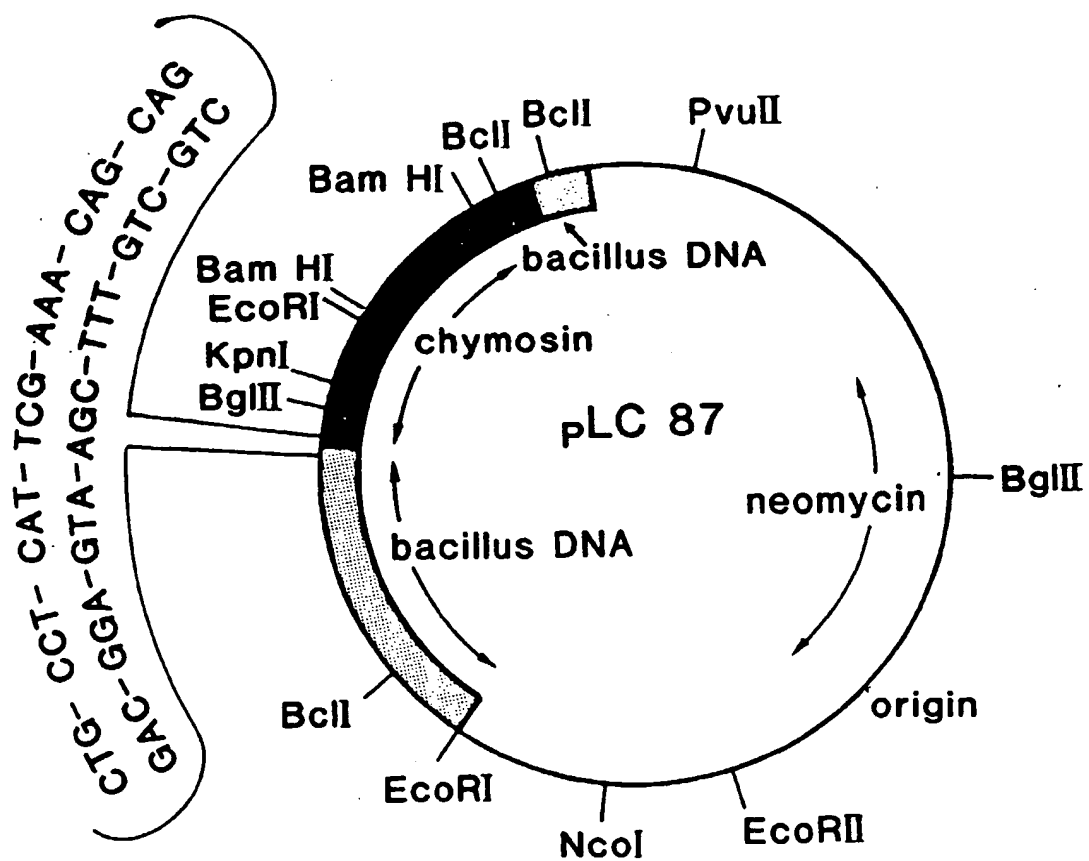 CTG- CCT- CAT- TCG-AAA- CAG- CAG
GAC-GGA-GTA-AGC-TTT-GTC-GTC
BclI
BclI
PvuII
Bam HI
bacillus DNA
Bam HI
EcoRI
chymosin
KpnI
BglII
pLC 87
BglII
neomycin
bacillus DNA
BclI
origin
EcoRI
NcoI
EcoRII